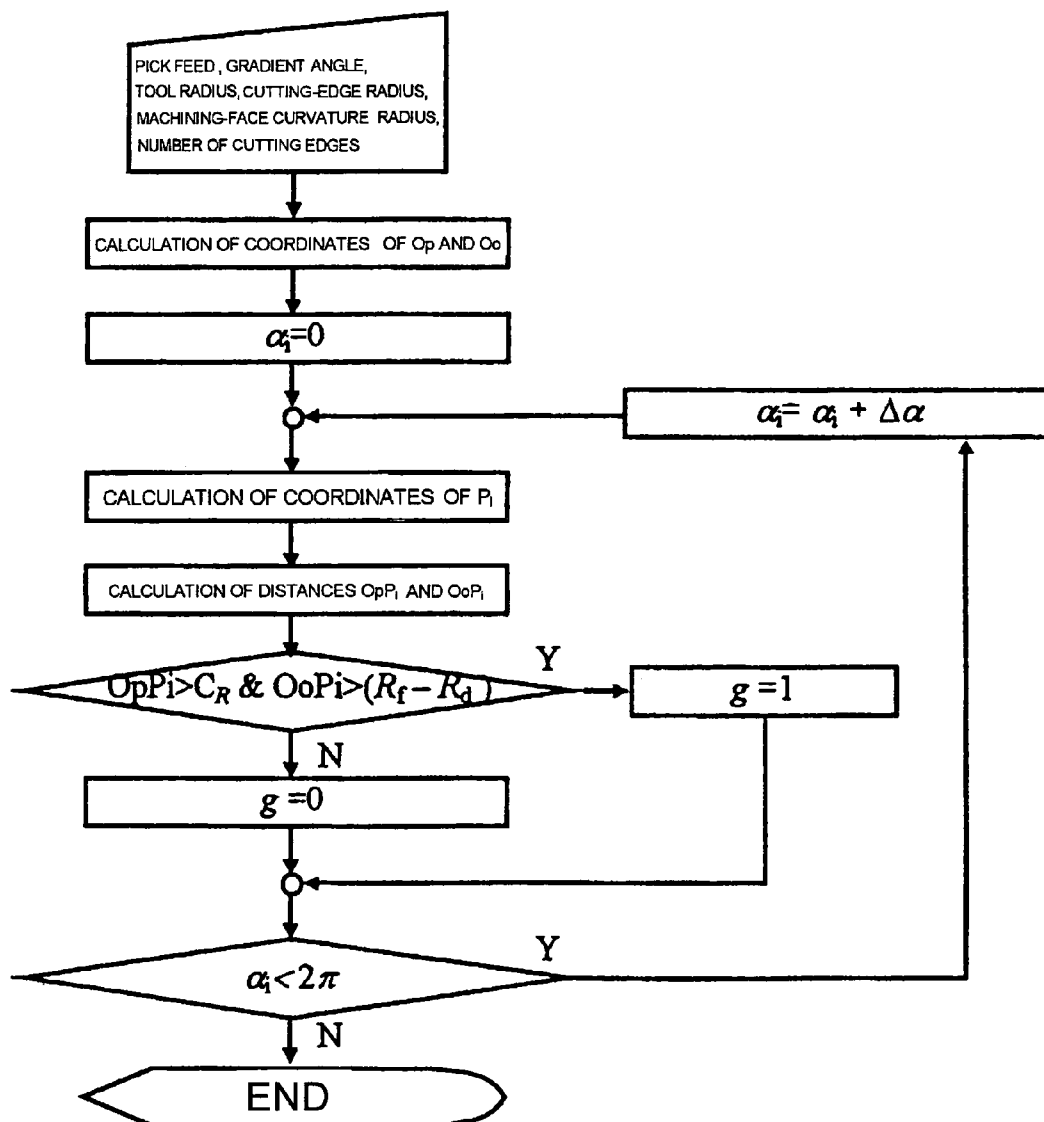 PICK FEED, GRADIENT ANGLE,
TOOL RADIUS, CUTTING-EDGE RADIUS,
MACHINING-FACE CURVATURE RADIUS,
NUMBER OF CUTTING EDGES
CALCULATION OF COORDINATES OF Op AND Oo
αi=0
αi= αi + Δα
CALCULATION OF COORDINATES OF Pi
CALCULATION OF DISTANCES OpPi AND OoPi
OpPi>CR & OoPi>(Rf − Rd)
Y
g =1
N
g =0
Y
αi<2π
N
END